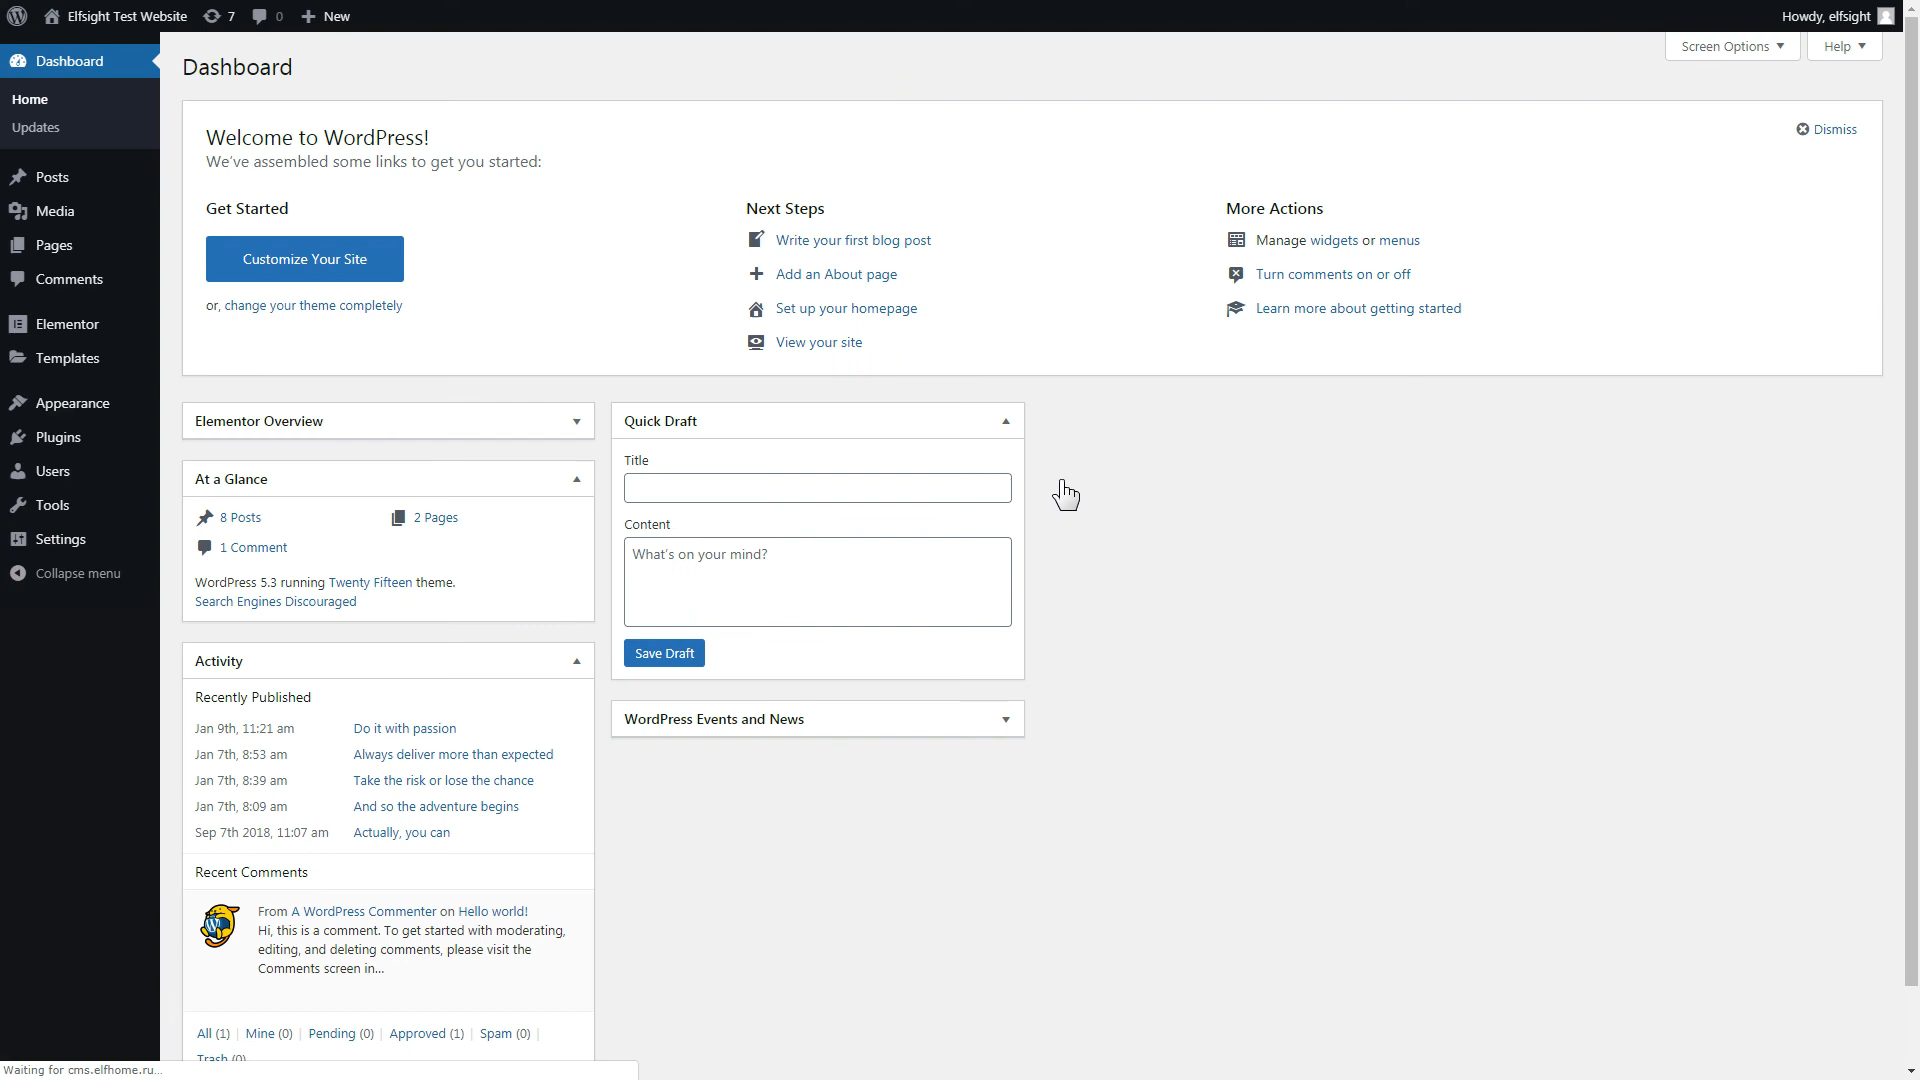 Elfsight Test Website 7 0 New
Howdy, elfsight
Dashboard
Home
Updates
Posts
Media
Pages
Comments
Elementor
Templates
Appearance
Plugins
Users
Tools
Settings
Collapse menu
Screen Options
Help
Dashboard
Welcome to WordPress!
We've assembled some links to get you started:
Dismiss
Get Started
Customize Your Site
or, change your theme completely
Next Steps
Write your first blog post
Add an About page
Set up your homepage
View your site
More Actions
Manage widgets or menus
Turn comments on or off
Learn more about getting started
Elementor Overview
At a Glance
8 Posts
2 Pages
1 Comment
WordPress 5.3 running Twenty Fifteen theme.
Search Engines Discouraged
Activity
Recently Published
Jan 9th, 11:21 am Do it with passion
Jan 7th, 8:53 am Always deliver more than expected
Jan 7th, 8:39 am Take the risk or lose the chance
Jan 7th, 8:09 am And so the adventure begins
Sep 7th 2018, 11:07 am Actually, you can
Recent Comments
From A WordPress Commenter on Hello world!
Hi, this is a comment. To get started with moderating,
editing, and deleting comments, please visit the
Comments screen in…
All (1) | Mine (0) | Pending (0) | Approved (1) | Spam (0) |
Trash (0)
Quick Draft
Title
Content
What's on your mind?
Save Draft
WordPress Events and News
Waiting for cms.elfhome.ru...